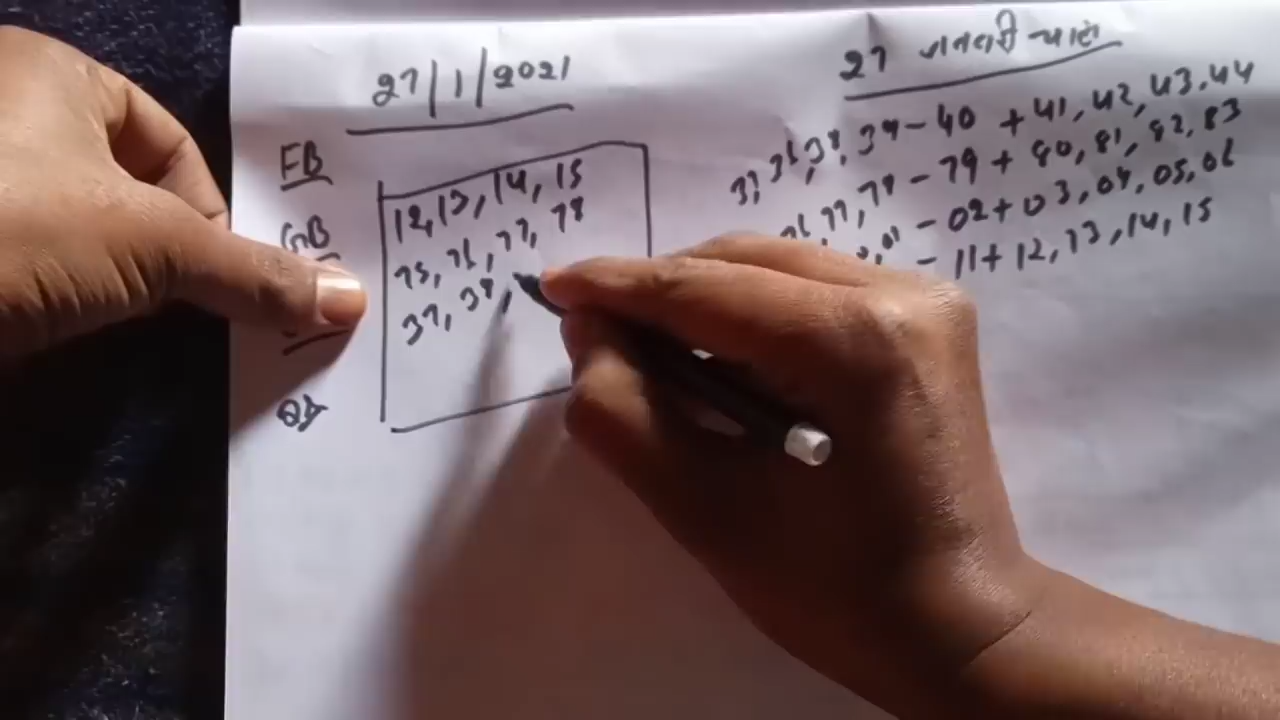 27/1/2021
FB
GB
12, 13, 14, 15
75, 76, 77, 78
37, 38,
27 जनवरी चाल
37, 38, 39 - 40 + 41, 42, 43, 44
77, 78 - 79 + 80, 81, 82, 83
01 - 02 + 03, 04, 05, 06
- 11 + 12, 13, 14, 15